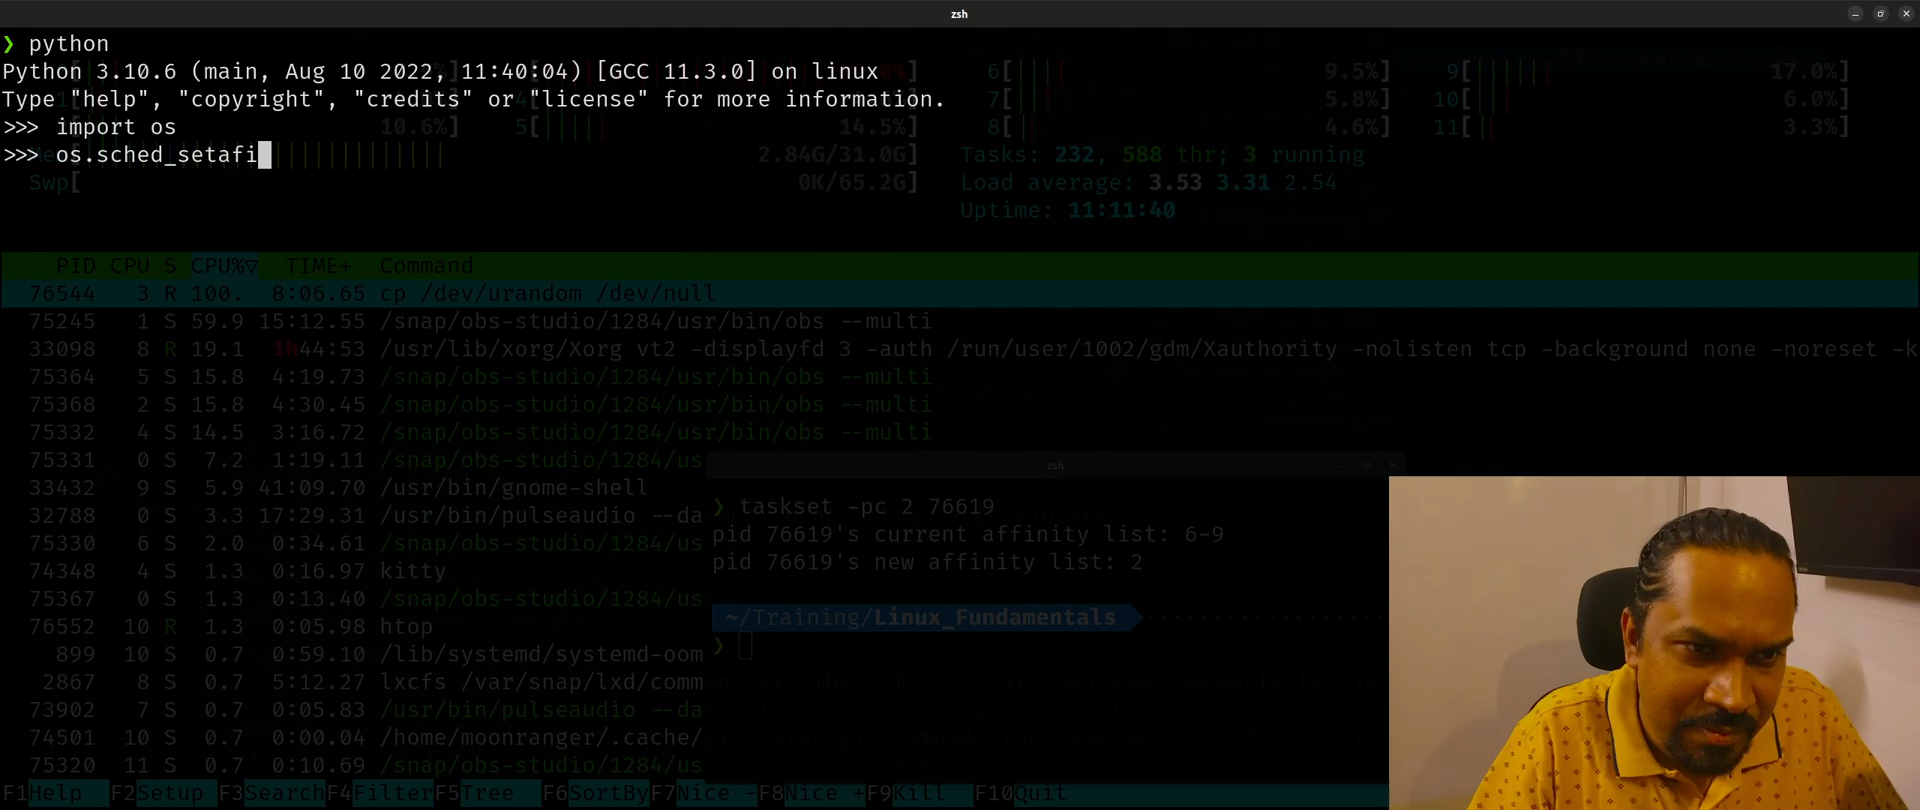 zsh
❯ python
Python 3.10.6 (main, Aug 10 2022, 11:40:04) [GCC 11.3.0] on linux
Type "help", "copyright", "credits" or "license" for more information.
>>> import os
>>> os.sched_setafi
6[ 9.5%] 9[ 17.0%]
7[ 5.8%] 10[ 6.0%]
10.6%] 5[ 14.5%] 8[ 4.6%] 11[ 3.3%]
2.84G/31.0G] Tasks: 232, 588 thr; 3 running
Swp[ 0K/65.2G] Load average: 3.53 3.31 2.54
Uptime: 11:11:40
PID CPU S CPU%▽ TIME+ Command
76544 3 R 100. 8:06.65 cp /dev/urandom /dev/null
75245 1 S 59.9 15:12.55 /snap/obs-studio/1284/usr/bin/obs --multi
33098 8 R 19.1 1h44:53 /usr/lib/xorg/Xorg vt2 -displayfd 3 -auth /run/user/1002/gdm/Xauthority -nolisten tcp -background none -noreset -k
75364 5 S 15.8 4:19.73 /snap/obs-studio/1284/usr/bin/obs --multi
75368 2 S 15.8 4:30.45 /snap/obs-studio/1284/usr/bin/obs --multi
75332 4 S 14.5 3:16.72 /snap/obs-studio/1284/usr/bin/obs --multi
75331 0 S 7.2 1:19.11 /snap/obs-studio/1284/us
33432 9 S 5.9 41:09.70 /usr/bin/gnome-shell
32788 0 S 3.3 17:29.31 /usr/bin/pulseaudio --da
75330 6 S 2.0 0:34.61 /snap/obs-studio/1284/us
74348 4 S 1.3 0:16.97 kitty
75367 0 S 1.3 0:13.40 /snap/obs-studio/1284/us
76552 10 R 1.3 0:05.98 htop
899 10 S 0.7 0:59.10 /lib/systemd/systemd-oom
2867 8 S 0.7 5:12.27 lxcfs /var/snap/lxd/comm
73902 7 S 0.7 0:05.83 /usr/bin/pulseaudio --da
74501 10 S 0.7 0:00.04 /home/moonranger/.cache/
75320 11 S 0.7 0:10.69 /snap/obs-studio/1284/us
F1Help F2Setup F3SearchF4FilterF5Tree F6SortByF7Nice -F8Nice +F9Kill F10Quit
zsh
❯ taskset -pc 2 76619
pid 76619's current affinity list: 6-9
pid 76619's new affinity list: 2
~/Training/Linux_Fundamentals
❯